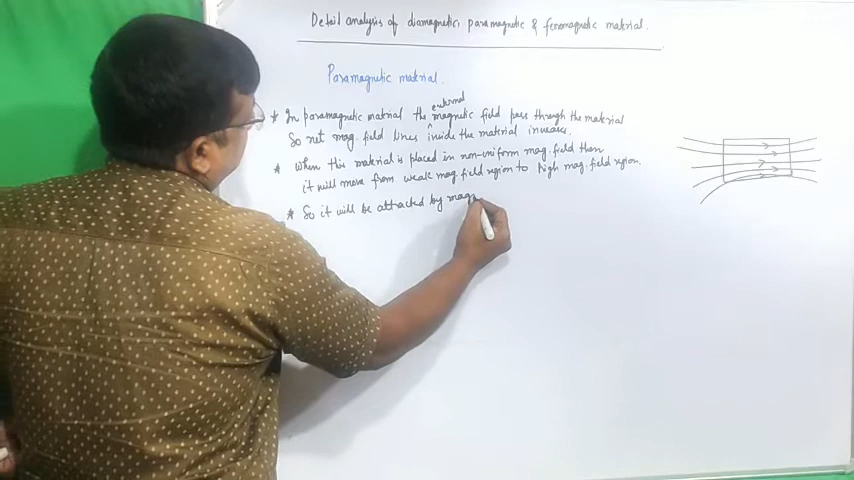 Detail analysis of diamagnetic, paramagnetic & ferromagnetic material.
Paramagnetic material.
* In paramagnetic material the external magnetic field pass through the material
So net mag. field lines inside the material increases.
* When this material is placed in non-uniform mag. field then
it will move from weak mag. field region to high mag. field region.
* So it will be attracted by magn